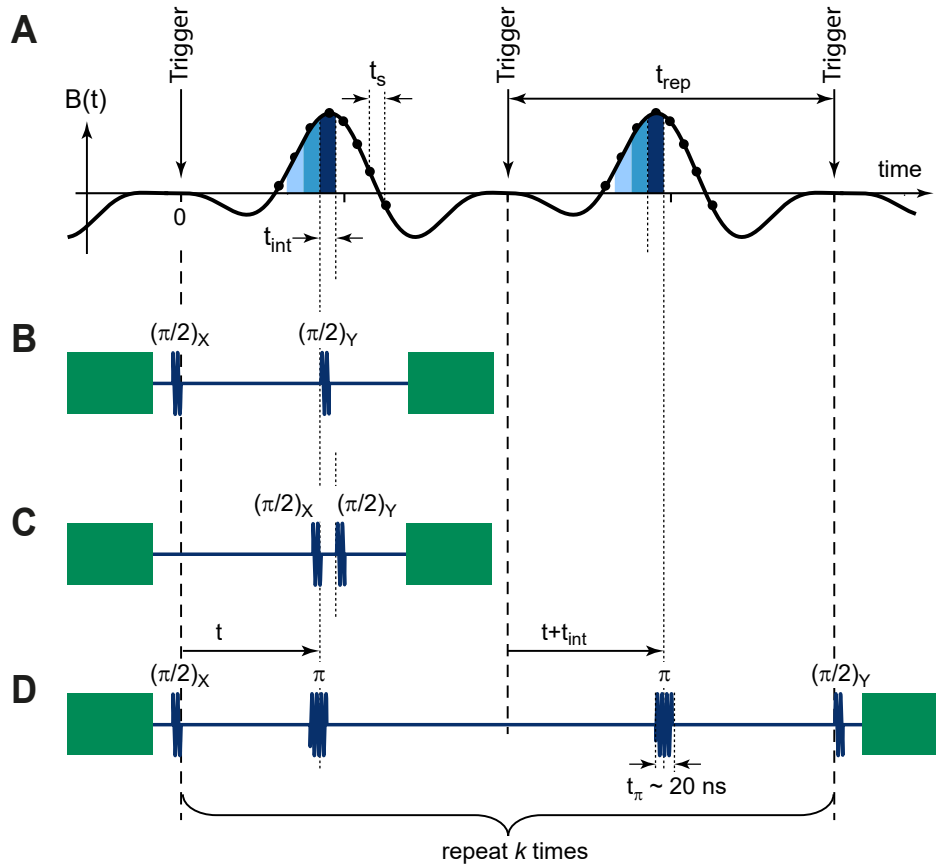 A
Trigger
Trigger
Trigger
B(t)
t_s
t_rep
time
0
t_int
B
(π/2)_X
(π/2)_Y
C
(π/2)_X
(π/2)_Y
t
t+t_int
D
(π/2)_X
π
π
(π/2)_Y
t_π ~ 20 ns
repeat k times